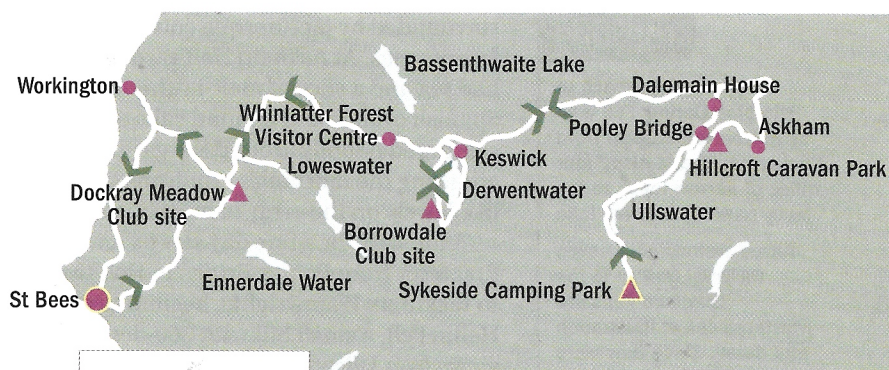 Bassenthwaite Lake
Workington
Dalemain House
Whinlatter Forest
Visitor Centre
Pooley Bridge
Askham
Keswick
Loweswater
Hillcroft Caravan Park
Dockray Meadow
Club site
Derwentwater
Ullswater
Borrowdale
Club site
Ennerdale Water
Sykeside Camping Park
St Bees